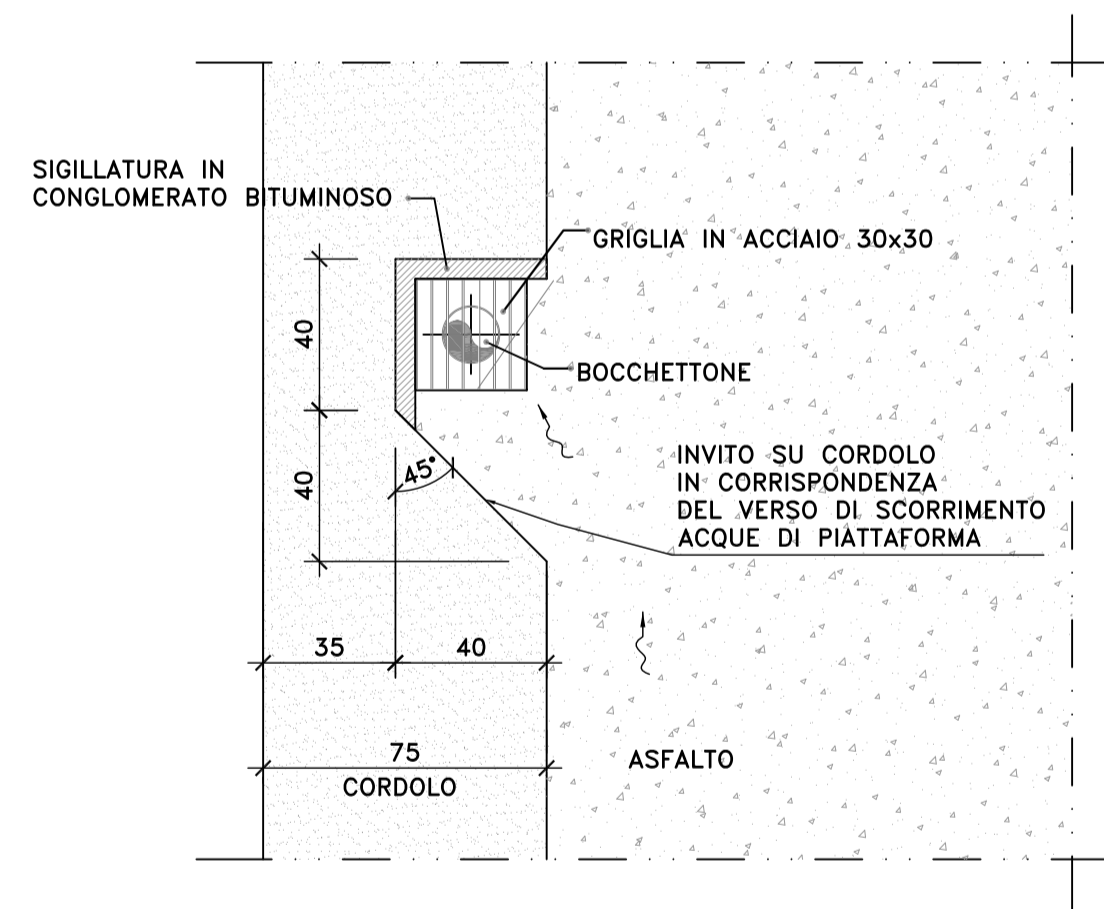 SIGILLATURA IN
CONGLOMERATO BITUMINOSO
GRIGLIA IN ACCIAIO 30x30
40
BOCCHETTONE
INVITO SU CORDOLO
IN CORRISPONDENZA
DEL VERSO DI SCORRIMENTO
ACQUE DI PIATTAFORMA
45°
40
35
40
75
CORDOLO
ASFALTO